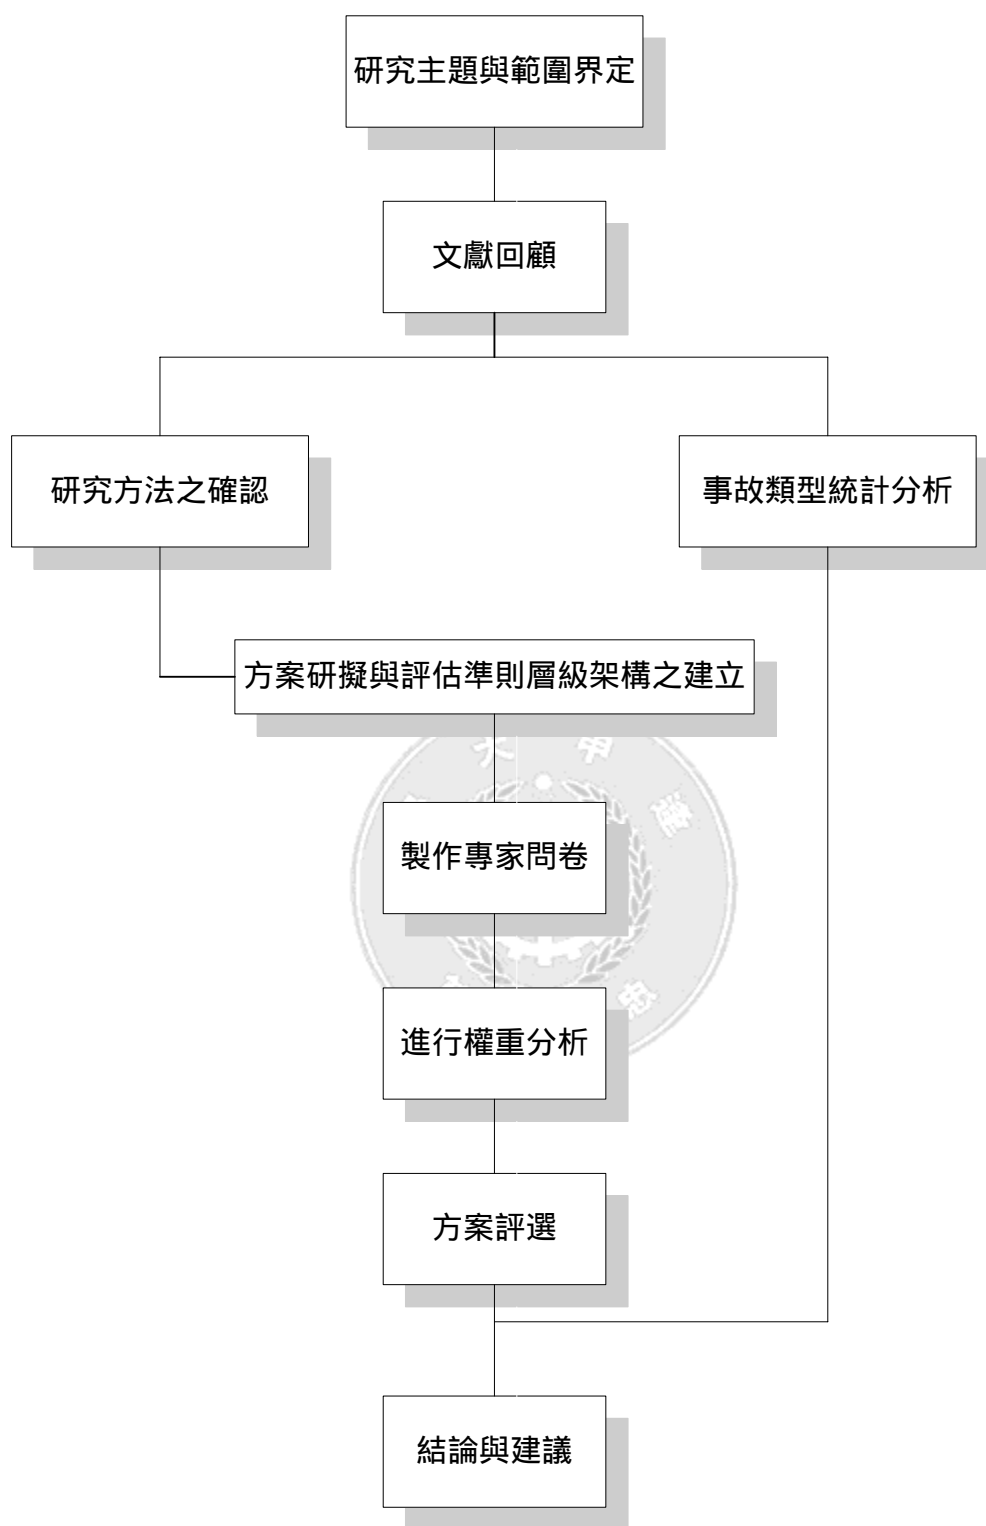 研究主題與範圍界定
文獻回顧
研究方法之確認
事故類型統計分析
方案研擬與評估準則層級架構之建立
製作專家問卷
進行權重分析
方案評選
結論與建議